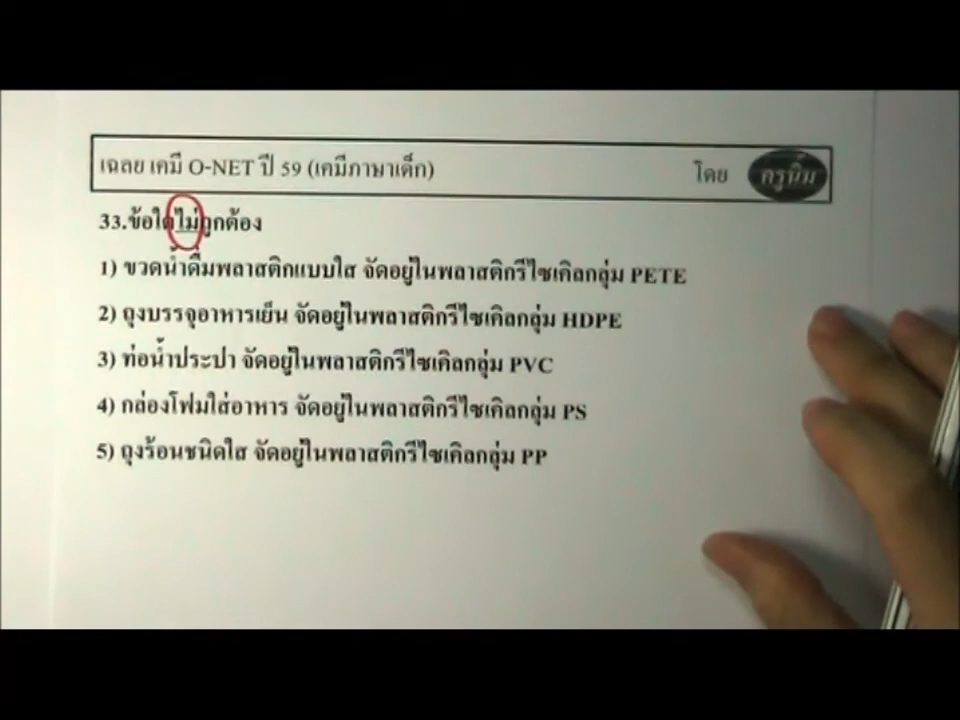 เฉลย เคมี O-NET ปี 59 (เคมีภาษาเด็ก) โดย ครูนิ่ม
33.ข้อใดไม่ถูกต้อง
1) ขวดน้ำดื่มพลาสติกแบบใส จัดอยู่ในพลาสติกรีไซเคิลกลุ่ม PETE
2) ถุงบรรจุอาหารเย็น จัดอยู่ในพลาสติกรีไซเคิลกลุ่ม HDPE
3) ท่อน้ำประปา จัดอยู่ในพลาสติกรีไซเคิลกลุ่ม PVC
4) กล่องโฟมใส่อาหาร จัดอยู่ในพลาสติกรีไซเคิลกลุ่ม PS
5) ถุงร้อนชนิดใส จัดอยู่ในพลาสติกรีไซเคิลกลุ่ม PP